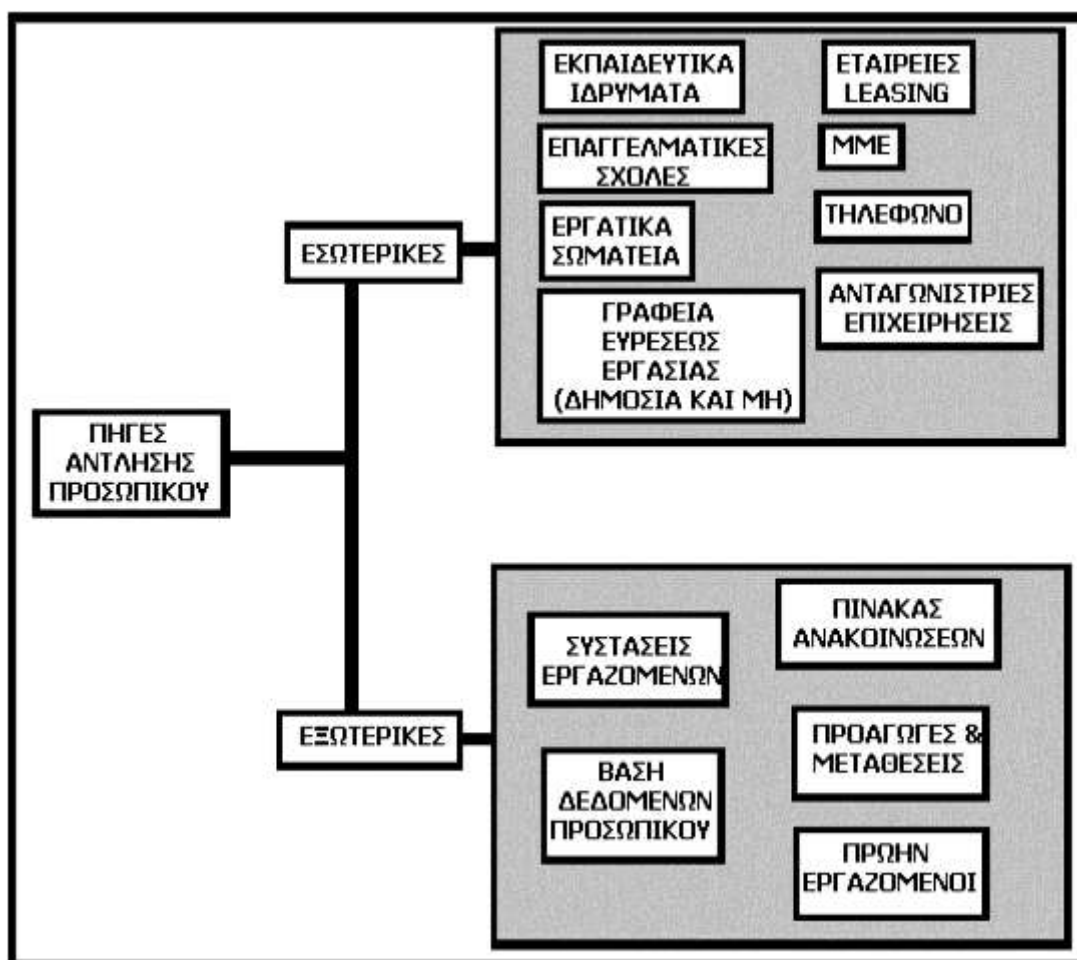 ΠΗΓΕΣ
ΑΝΤΛΗΣΗΣ
ΠΡΟΣΩΠΙΚΟΥ
ΕΣΩΤΕΡΙΚΕΣ
ΕΚΠΑΙΔΕΥΤΙΚΑ
ΙΔΡΥΜΑΤΑ
ΕΠΑΓΓΕΛΜΑΤΙΚΕΣ
ΣΧΟΛΕΣ
ΕΡΓΑΤΙΚΑ
ΣΩΜΑΤΕΙΑ
ΓΡΑΦΕΙΑ
ΕΥΡΕΣΕΩΣ
ΕΡΓΑΣΙΑΣ
(ΔΗΜΟΣΙΑ ΚΑΙ ΜΗ)
ΕΤΑΙΡΕΙΕΣ
LEASING
ΜΜΕ
ΤΗΛΕΦΩΝΟ
ΑΝΤΑΓΩΝΙΣΤΡΙΕΣ
ΕΠΙΧΕΙΡΗΣΕΙΣ
ΕΞΩΤΕΡΙΚΕΣ
ΣΥΣΤΑΣΕΙΣ
ΕΡΓΑΖΟΜΕΝΩΝ
ΒΑΣΗ
ΔΕΔΟΜΕΝΩΝ
ΠΡΟΣΩΠΙΚΟΥ
ΠΙΝΑΚΑΣ
ΑΝΑΚΟΙΝΩΣΕΩΝ
ΠΡΟΑΓΩΓΕΣ &
ΜΕΤΑΘΕΣΕΙΣ
ΠΡΩΗΝ
ΕΡΓΑΖΟΜΕΝΟΙ